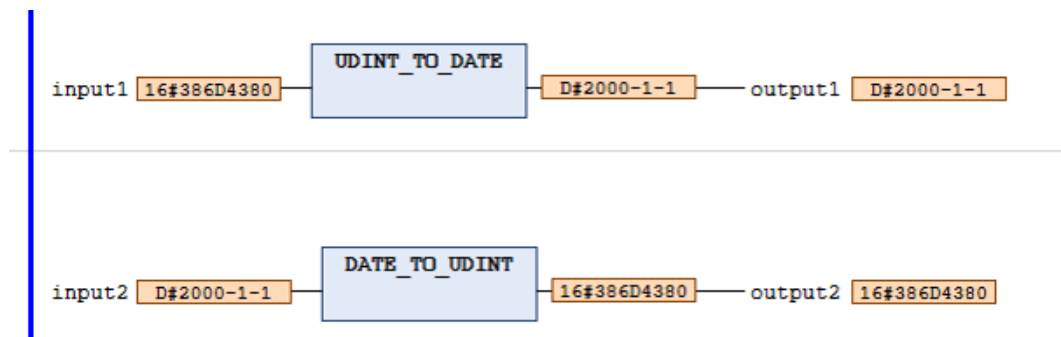 UDINT_TO_DATE
input1 16#386D4380 D#2000-1-1 output1 D#2000-1-1
DATE_TO_UDINT
input2 D#2000-1-1 16#386D4380 output2 16#386D4380